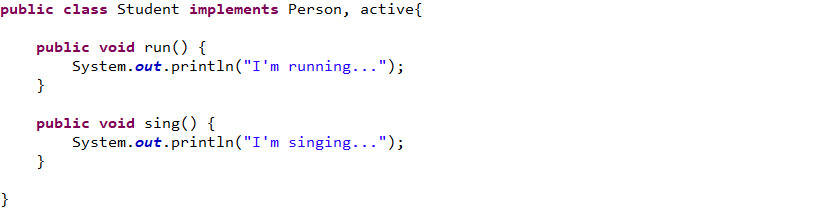 public class Student implements Person, active{
public void run() {
System.out.println("I'm running...");
}
public void sing() {
System.out.println("I'm singing...");
}
}